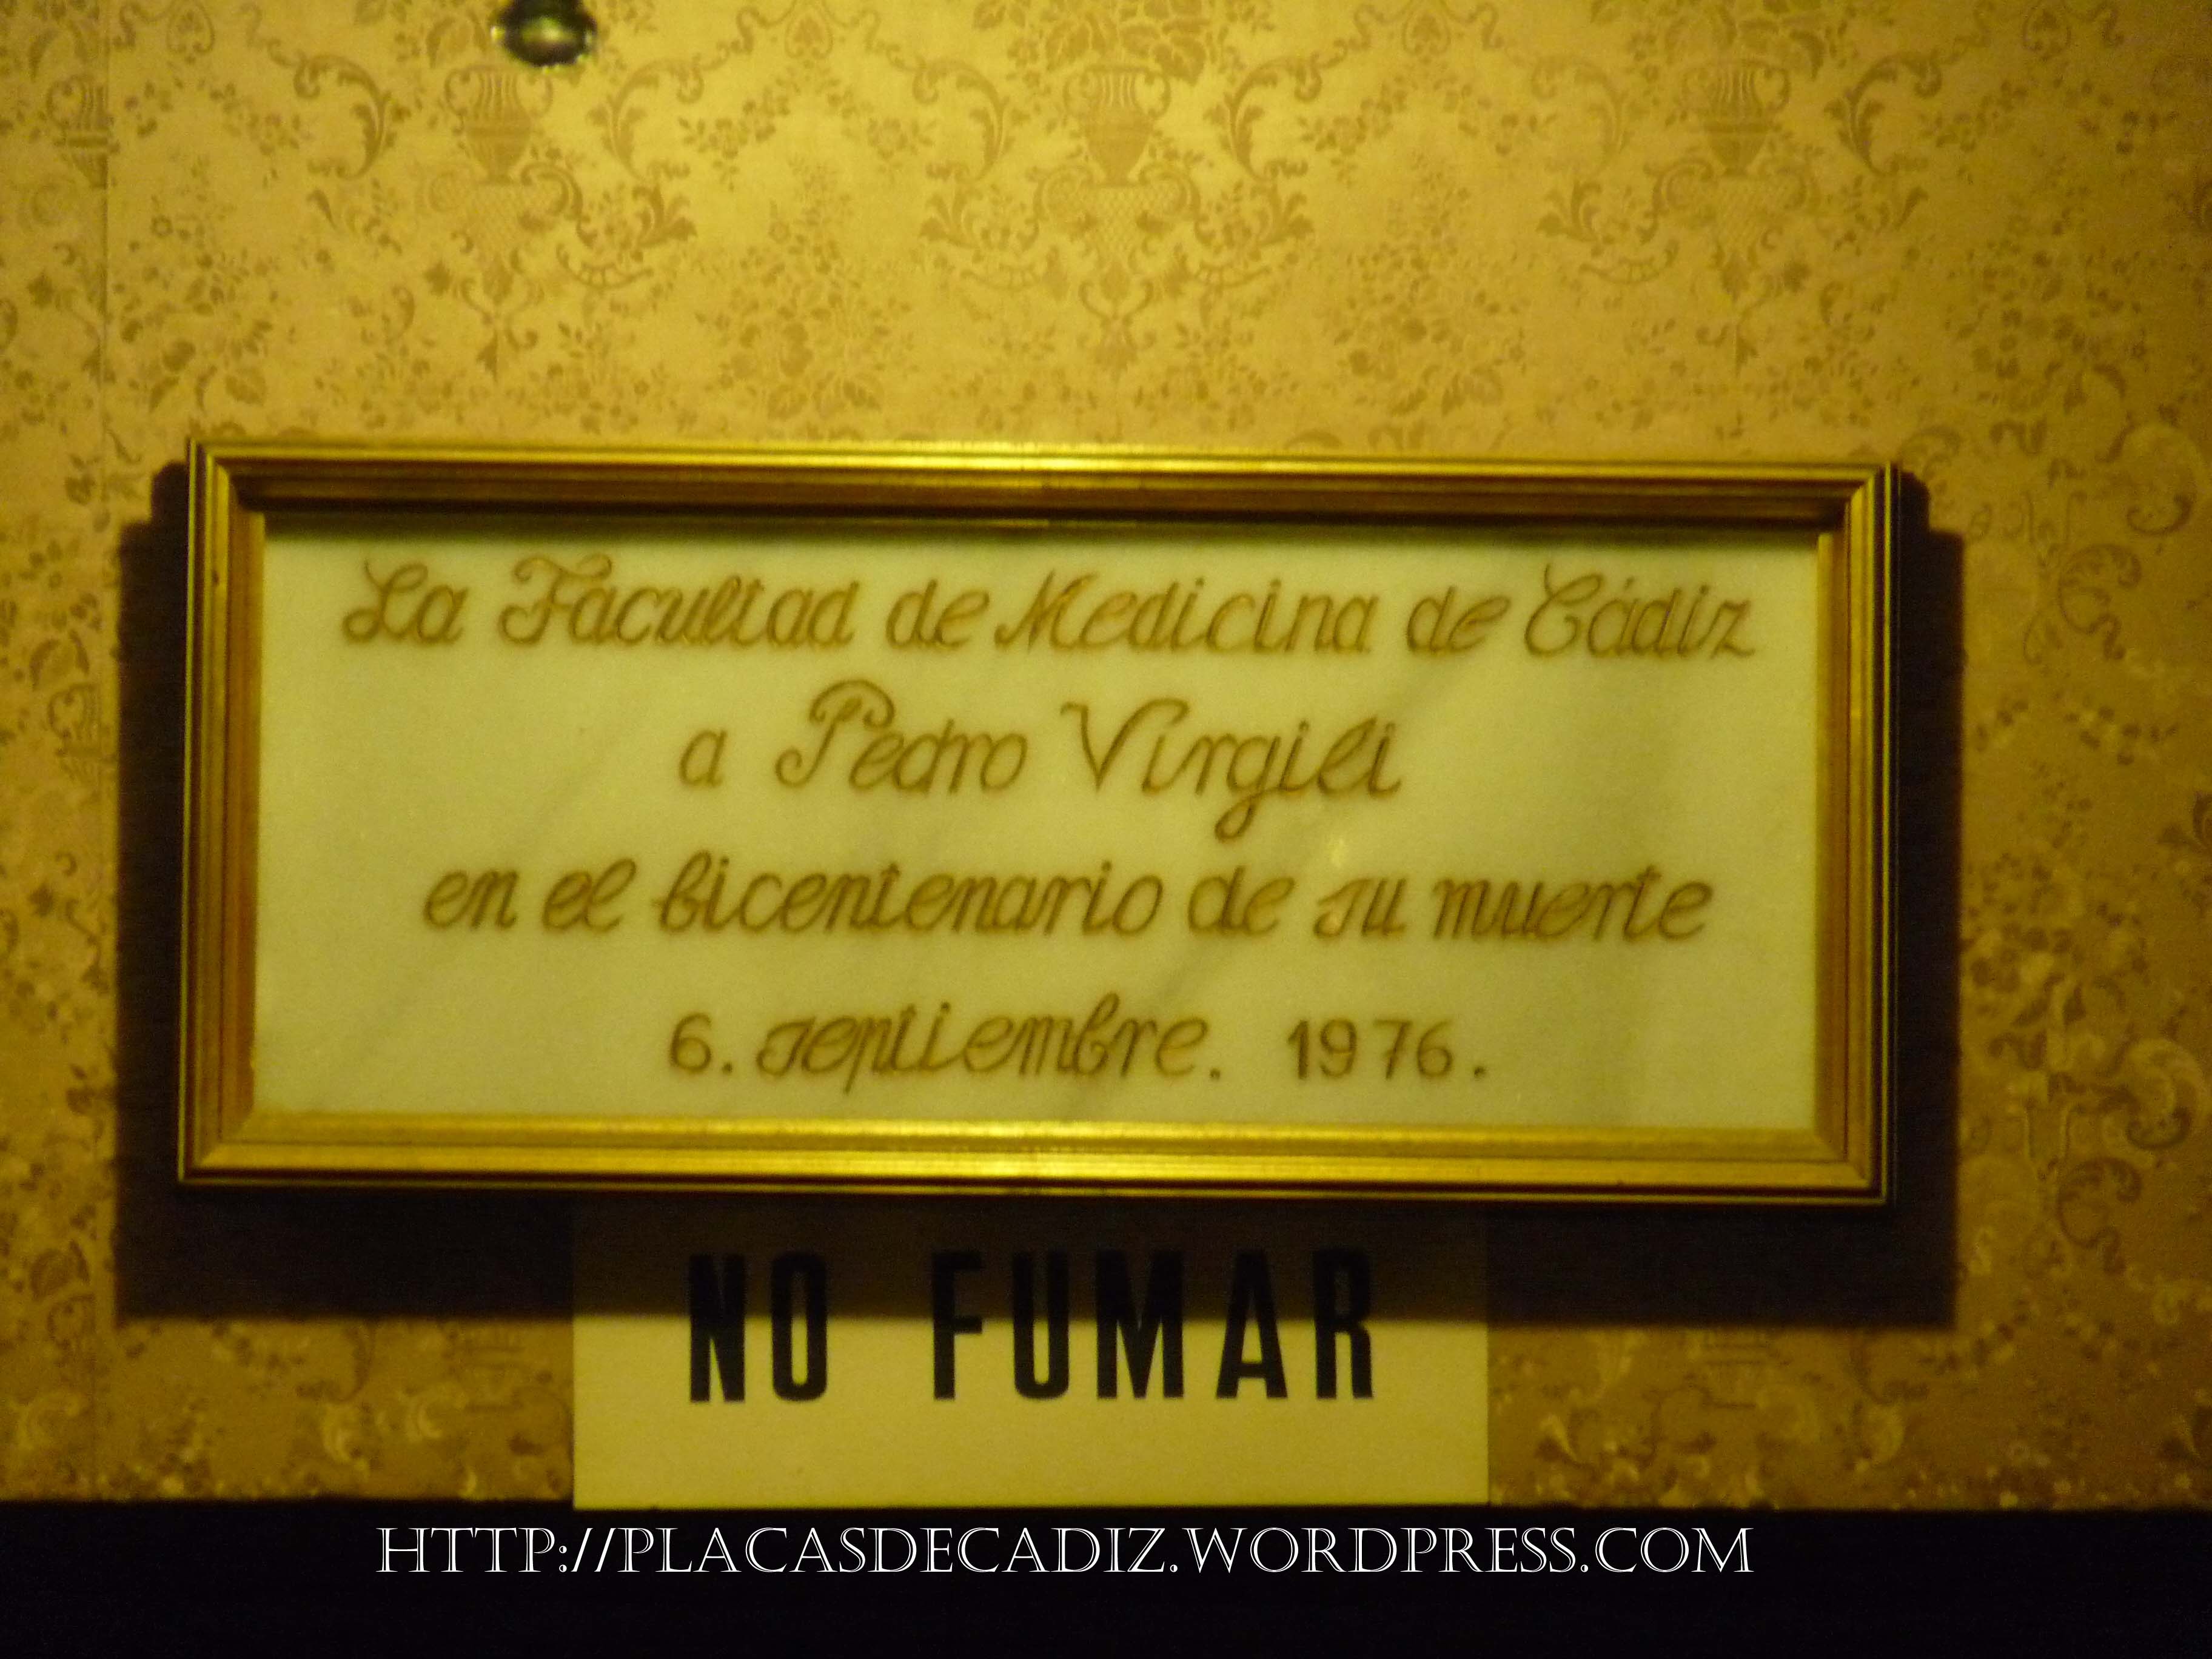 La Facultad de Medicina de Cádiz
a Pedro Virgili
en el bicentenario de su muerte
6. septiembre. 1976.
NO FUMAR
HTTP://PLACASDECADIZ.WORDPRESS.COM